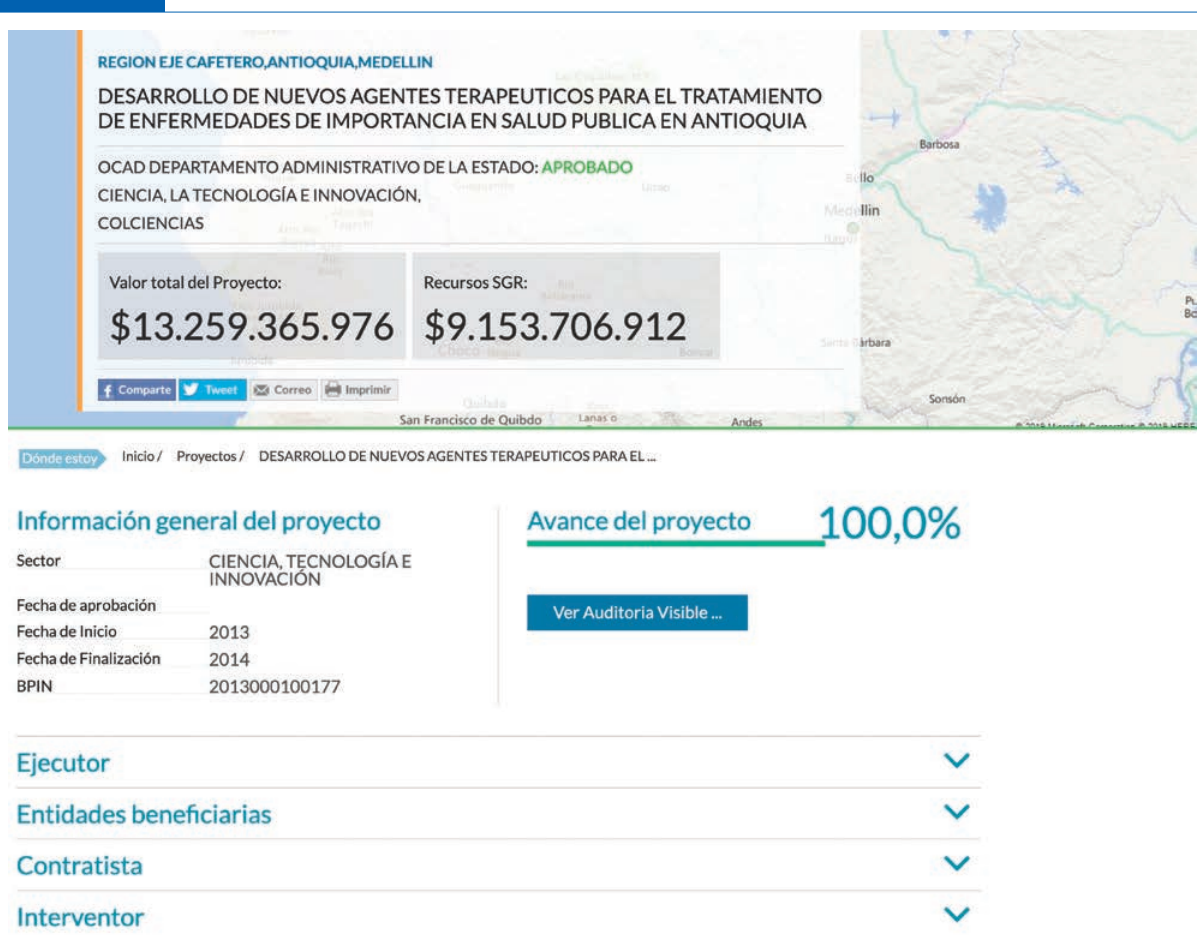 REGION EJE CAFETERO,ANTIOQUIA,MEDELLIN
DESARROLLO DE NUEVOS AGENTES TERAPEUTICOS PARA EL TRATAMIENTO
DE ENFERMEDADES DE IMPORTANCIA EN SALUD PUBLICA EN ANTIOQUIA
OCAD DEPARTAMENTO ADMINISTRATIVO DE LA ESTADO: APROBADO
CIENCIA, LA TECNOLOGÍA E INNOVACIÓN,
COLCIENCIAS
Valor total del Proyecto:
$13.259.365.976
Recursos SGR:
$9.153.706.912
Comparte
Tweet
Correo
Imprimir
Barbosa
Bello
Medellin
Itagüí
Santa Bárbara
Sonsón
Andes
San Francisco de Quibdo
Quibdo
Dónde estoy
Inicio / Proyectos / DESARROLLO DE NUEVOS AGENTES TERAPEUTICOS PARA EL ...
Información general del proyecto
Sector CIENCIA, TECNOLOGÍA E
INNOVACIÓN
Fecha de aprobación
Fecha de Inicio 2013
Fecha de Finalización 2014
BPIN 2013000100177
Avance del proyecto 100,0%
Ver Auditoria Visible ...
Ejecutor
Entidades beneficiarias
Contratista
Interventor